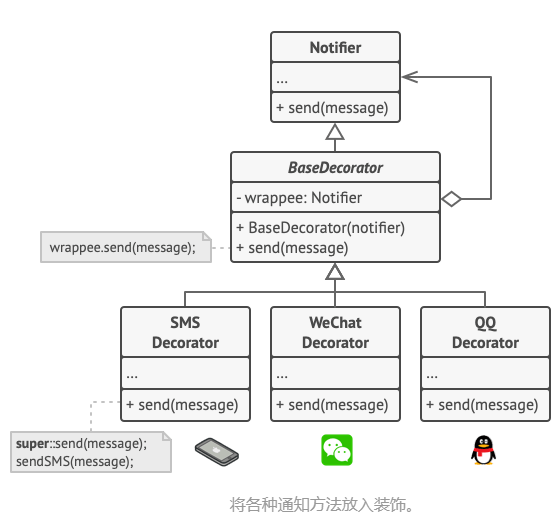 Notifier
...
+ send(message)
BaseDecorator
- wrappee: Notifier
+ BaseDecorator(notifier)
+ send(message)
wrappee.send(message);
SMS
Decorator
...
+ send(message)
WeChat
Decorator
...
+ send(message)
QQ
Decorator
...
+ send(message)
super::send(message);
sendSMS(message);
将各种通知方法放入装饰。